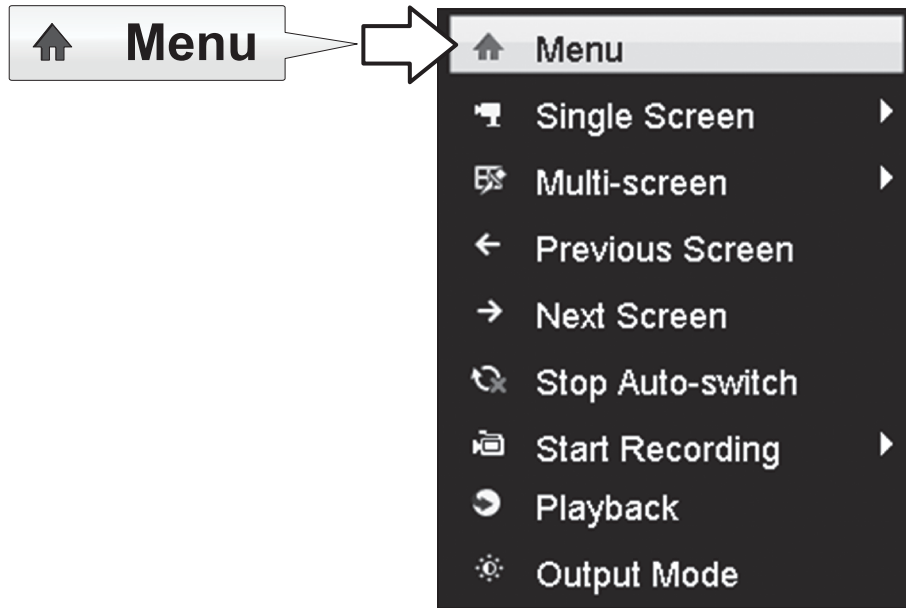 Menu
Menu
Single Screen
Multi-screen
Previous Screen
Next Screen
Stop Auto-switch
Start Recording
Playback
Output Mode